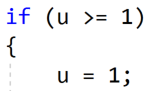 if (u >= 1)
{
    u = 1;